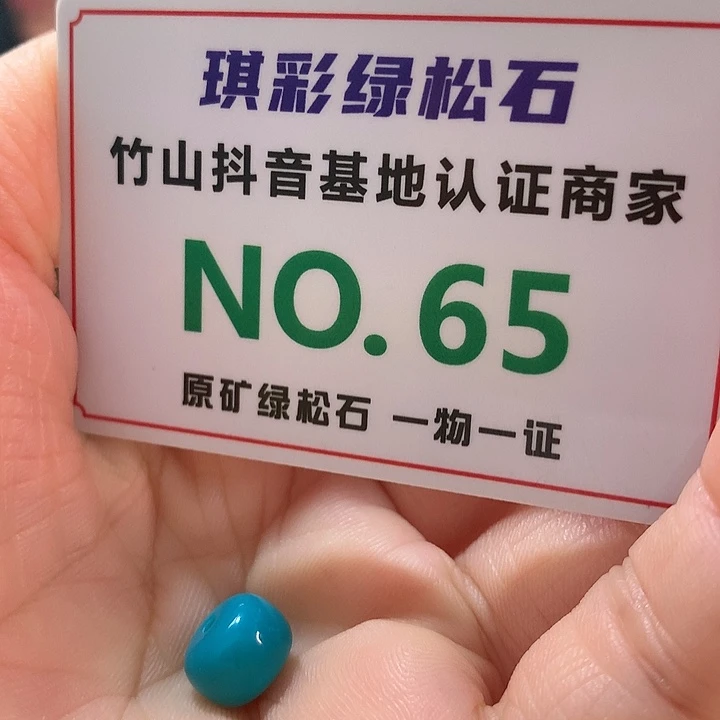 琪彩绿松石
竹山抖音基地认证商家
NO. 65
原矿绿松石 一物一证